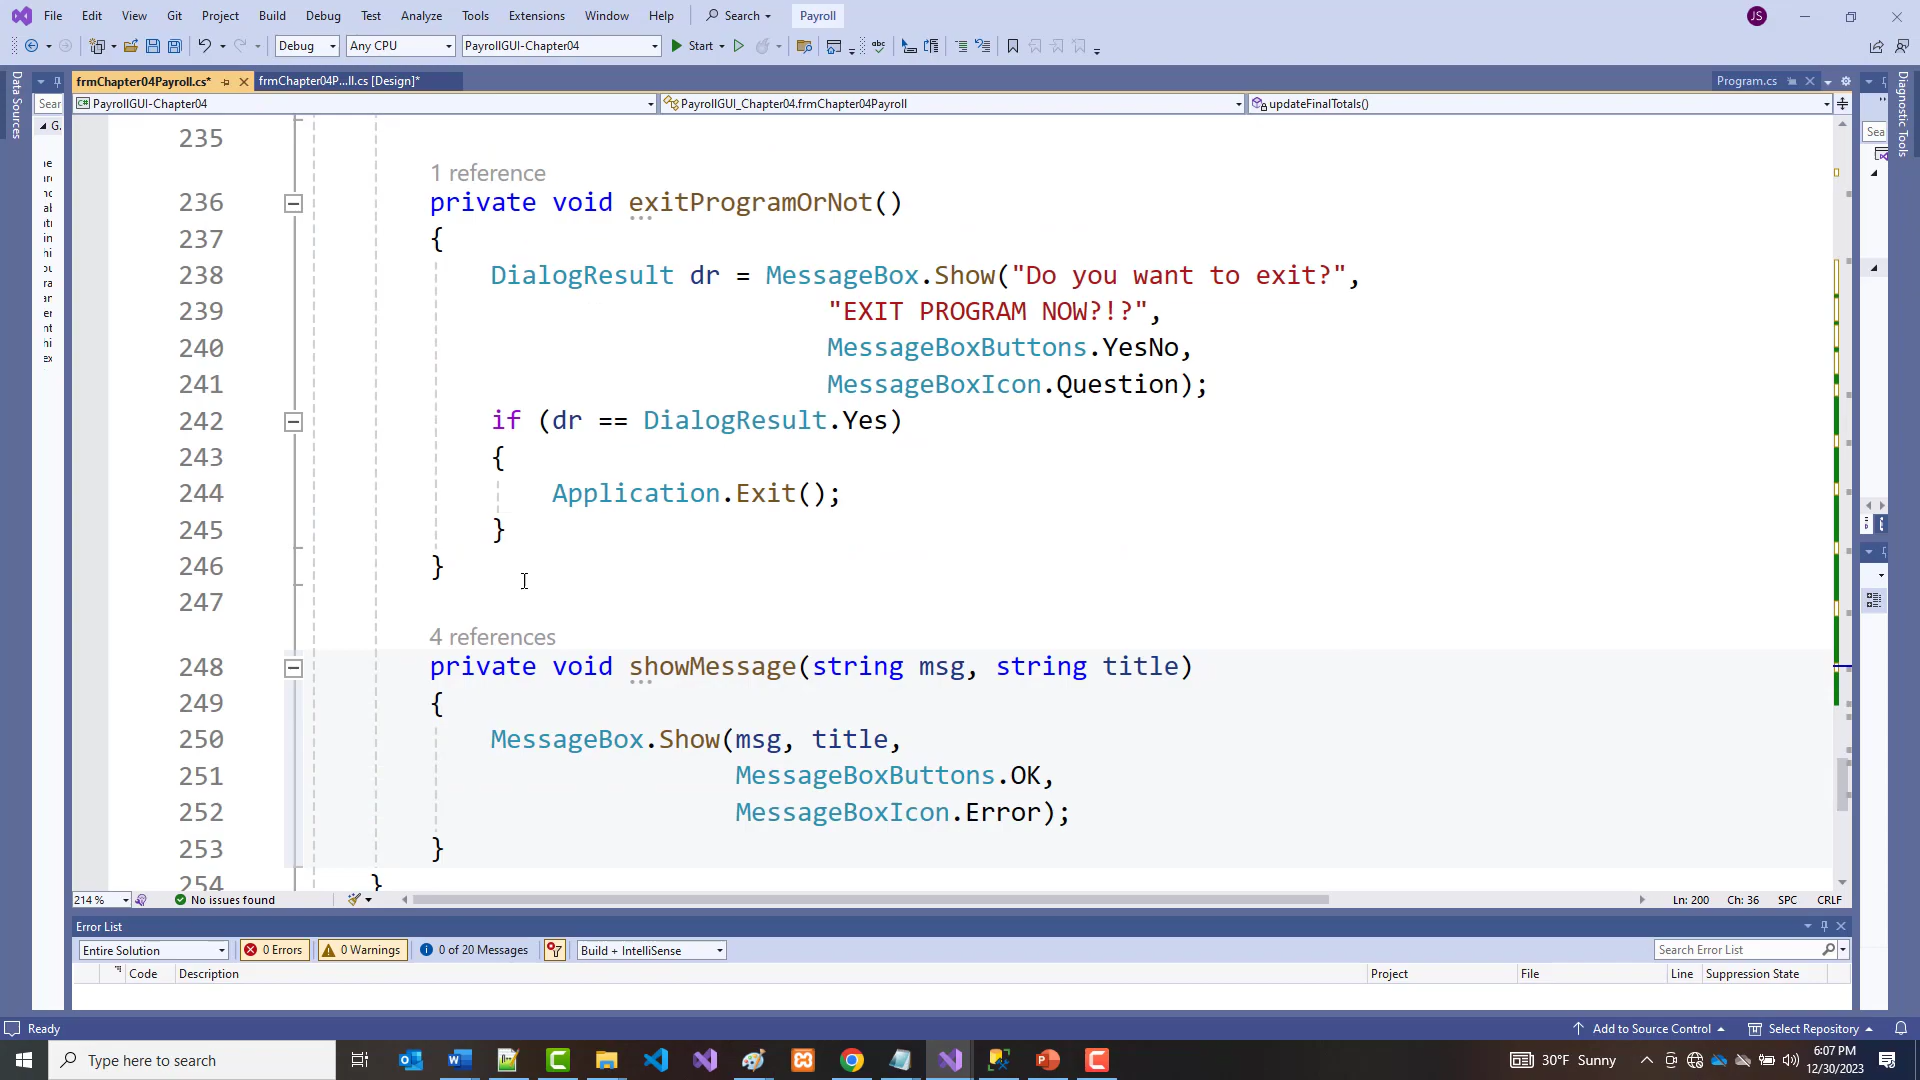 File Edit View Git Project Build Debug Test Analyze Tools Extensions Window Help Search Payroll JS
Debug Any CPU PayrollGUI-Chapter04 Start
Data Sources
frmChapter04Payroll.cs* frmChapter04P...ll.cs [Design]* Program.cs
Diagnostic Tools
Sear PayrollGUI-Chapter04 PayrollGUI_Chapter04.frmChapter04Payroll updateFinalTotals()
Sea
235
1 reference
236 private void exitProgramOrNot()
237 {
238 DialogResult dr = MessageBox.Show("Do you want to exit?",
239 "EXIT PROGRAM NOW?!?",
240 MessageBoxButtons.YesNo,
241 MessageBoxIcon.Question);
242 if (dr == DialogResult.Yes)
243 {
244 Application.Exit();
245 }
246 }
247
4 references
248 private void showMessage(string msg, string title)
249 {
250 MessageBox.Show(msg, title,
251 MessageBoxButtons.OK,
252 MessageBoxIcon.Error);
253 }
254 }
214 % No issues found Ln: 200 Ch: 36 SPC CRLF
Error List
Entire Solution 0 Errors 0 Warnings 0 of 20 Messages Build + IntelliSense Search Error List
Code Description Project File Line Suppression State
Ready Add to Source Control Select Repository
Type here to search 30°F Sunny 6:07 PM
12/30/2023